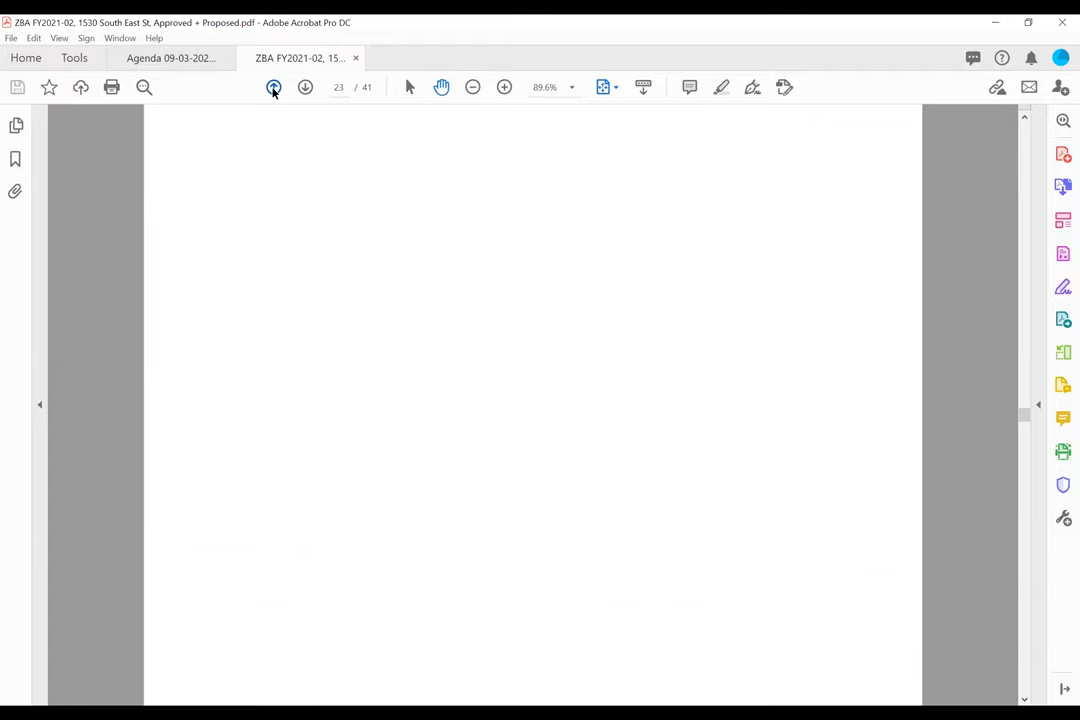 ZBA FY2021-02, 1530 South East St, Approved + Proposed.pdf - Adobe Acrobat Pro DC
File Edit View Sign Window Help
Home Tools Agenda 09-03-202... ZBA FY2021-02, 15... ×
23 / 41 89.6%